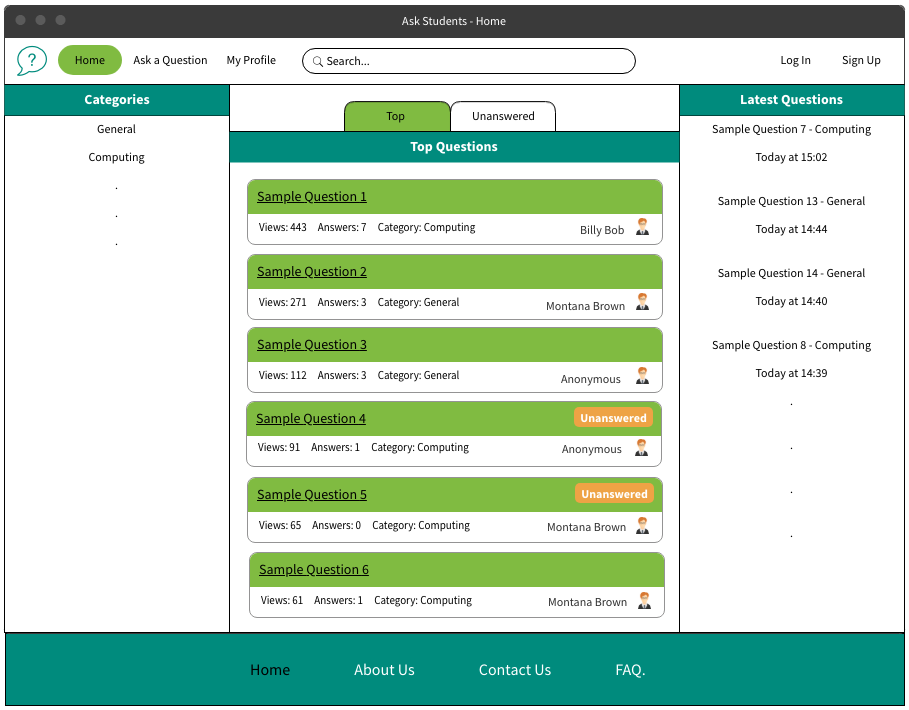 Ask Students - Home
?
Home
Ask a Question
My Profile
Search...
Log In
Sign Up
Categories
General
Computing
.
.
.
Top
Unanswered
Top Questions
Sample Question 1
Views: 443 Answers: 7 Category: Computing
Billy Bob
Sample Question 2
Views: 271 Answers: 3 Category: General
Montana Brown
Sample Question 3
Views: 112 Answers: 3 Category: General
Anonymous
Sample Question 4
Unanswered
Views: 91 Answers: 1 Category: Computing
Anonymous
Sample Question 5
Unanswered
Views: 65 Answers: 0 Category: Computing
Montana Brown
Sample Question 6
Views: 61 Answers: 1 Category: Computing
Montana Brown
Latest Questions
Sample Question 7 - Computing
Today at 15:02
Sample Question 13 - General
Today at 14:44
Sample Question 14 - General
Today at 14:40
Sample Question 8 - Computing
Today at 14:39
.
.
.
.
Home
About Us
Contact Us
FAQ.